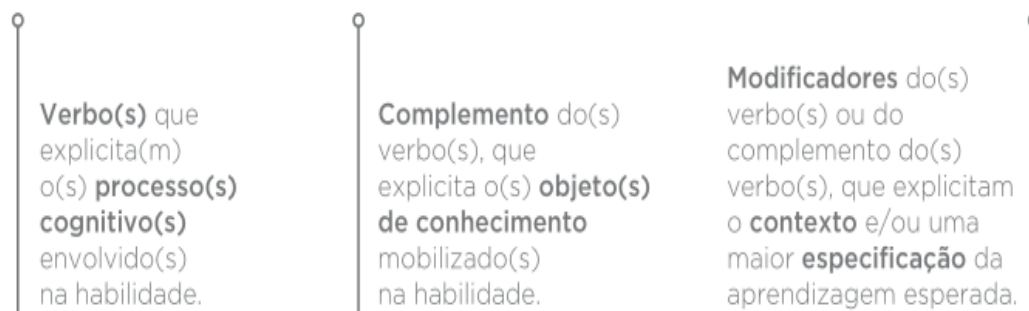 Verbo(s) que
explicita(m)
o(s) processo(s)
cognitivo(s)
envolvido(s)
na habilidade.
Complemento do(s)
verbo(s), que
explicita o(s) objeto(s)
de conhecimento
mobilizado(s)
na habilidade.
Modificadores do(s)
verbo(s) ou do
complemento do(s)
verbo(s), que explicitam
o contexto e/ou uma
maior especificação da
aprendizagem esperada.